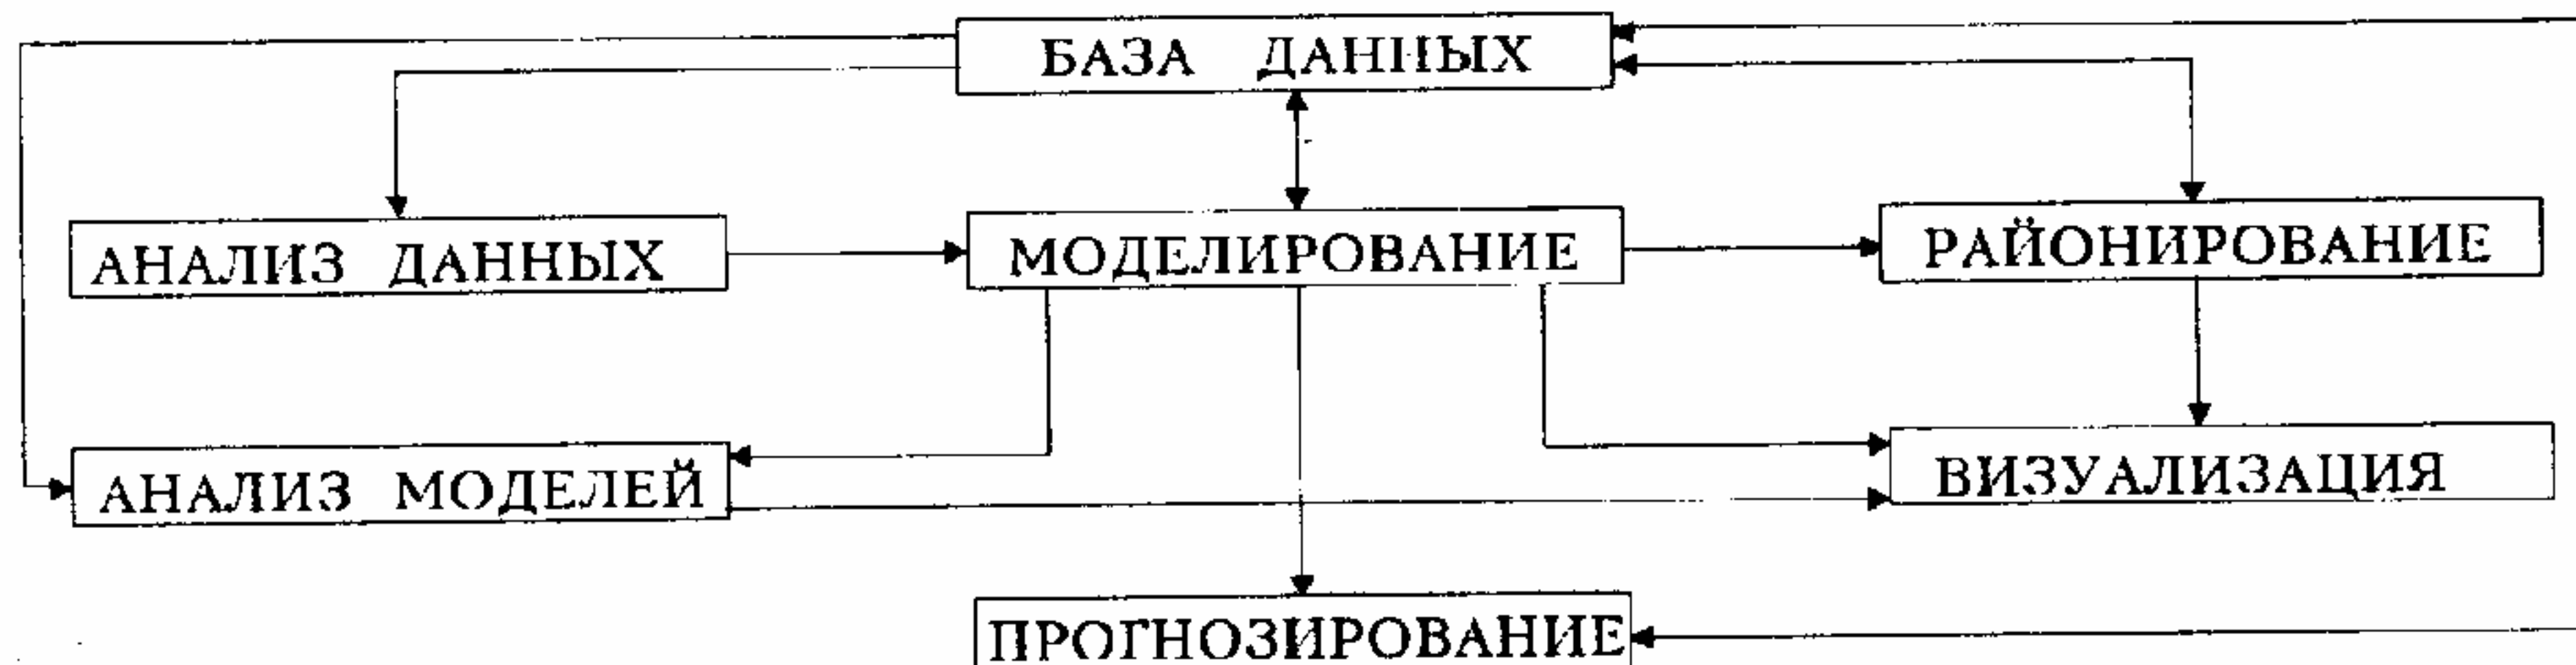 БАЗА ДАННЫХ
АНАЛИЗ ДАННЫХ
МОДЕЛИРОВАНИЕ
РАЙОНИРОВАНИЕ
АНАЛИЗ МОДЕЛЕЙ
ВИЗУАЛИЗАЦИЯ
ПРОГНОЗИРОВАНИЕ